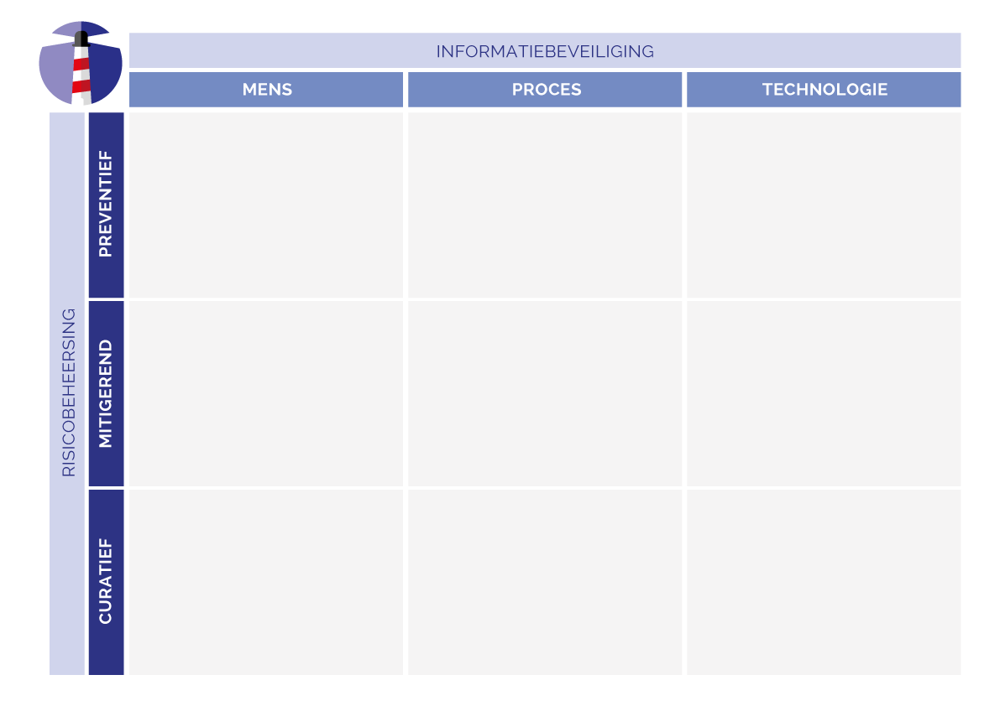 INFORMATIEBEVEILIGING
MENS
PROCES
TECHNOLOGIE
RISICOBEHEERSING
PREVENTIEF
MITIGEREND
CURATIEF